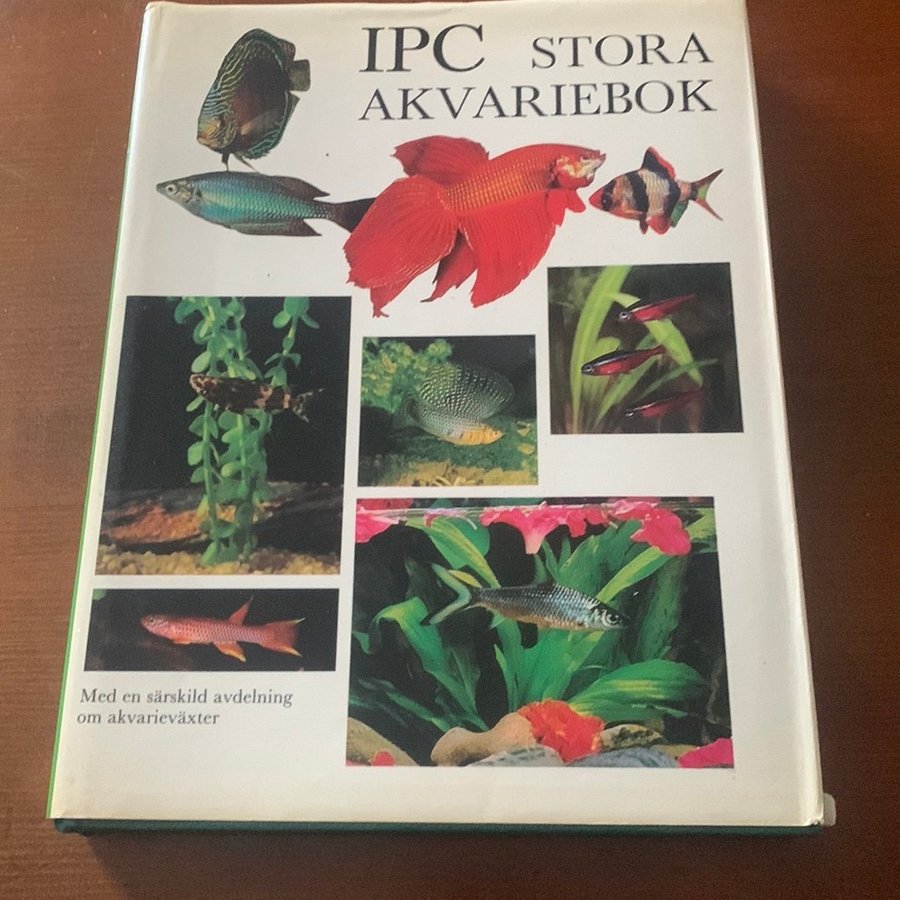 IPC STORA
AKVARIEBOK
Med en särskild avdelning
om akvarieväxter